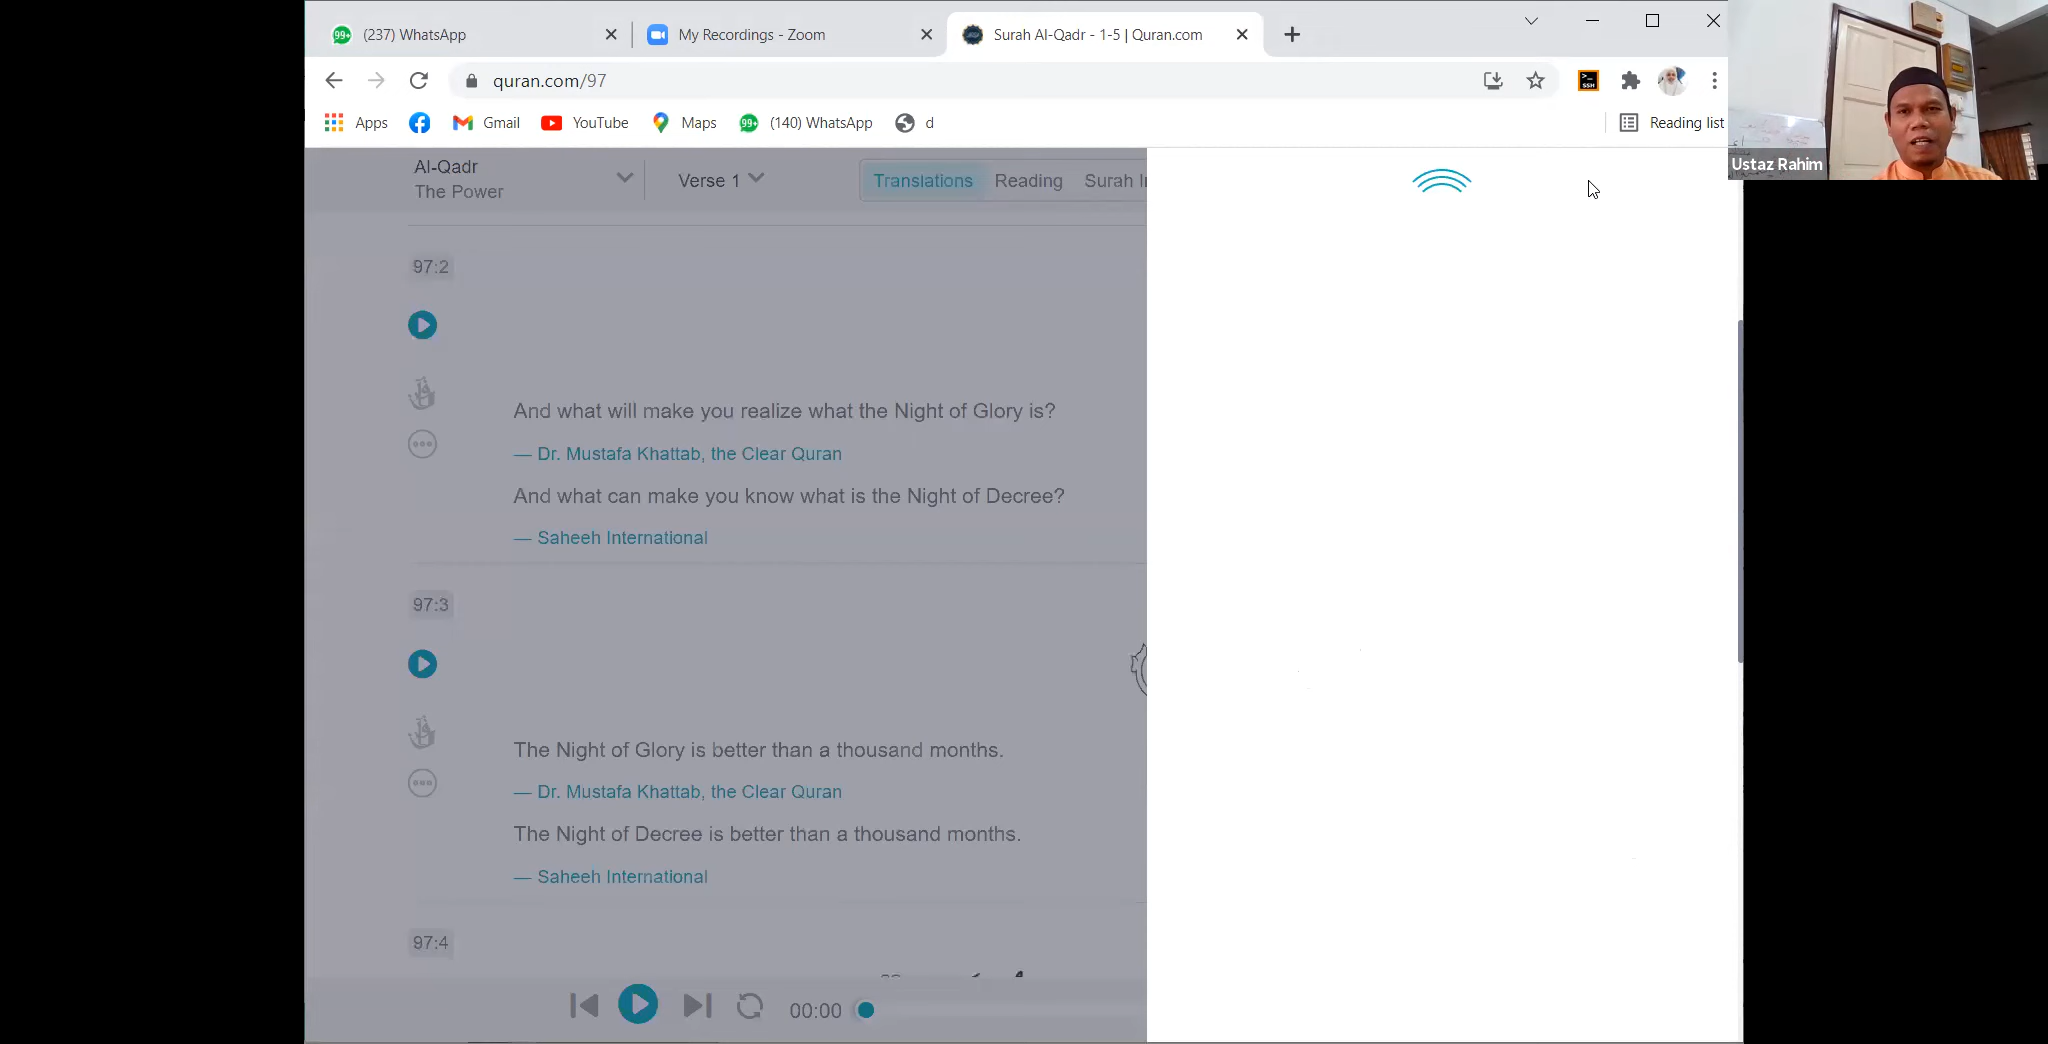 (237) WhatsApp
My Recordings - Zoom
Surah Al-Qadr - 1-5 | Quran.com
quran.com/97
Apps
Gmail
YouTube
Maps
99+
(140) WhatsApp
d
Reading list
Ustaz Rahim
Al-Qadr
The Power
Verse 1
Translations
Reading
Surah I
97:2
And what will make you realize what the Night of Glory is?
— Dr. Mustafa Khattab, the Clear Quran
And what can make you know what is the Night of Decree?
— Saheeh International
97:3
The Night of Glory is better than a thousand months.
— Dr. Mustafa Khattab, the Clear Quran
The Night of Decree is better than a thousand months.
— Saheeh International
97:4
00:00